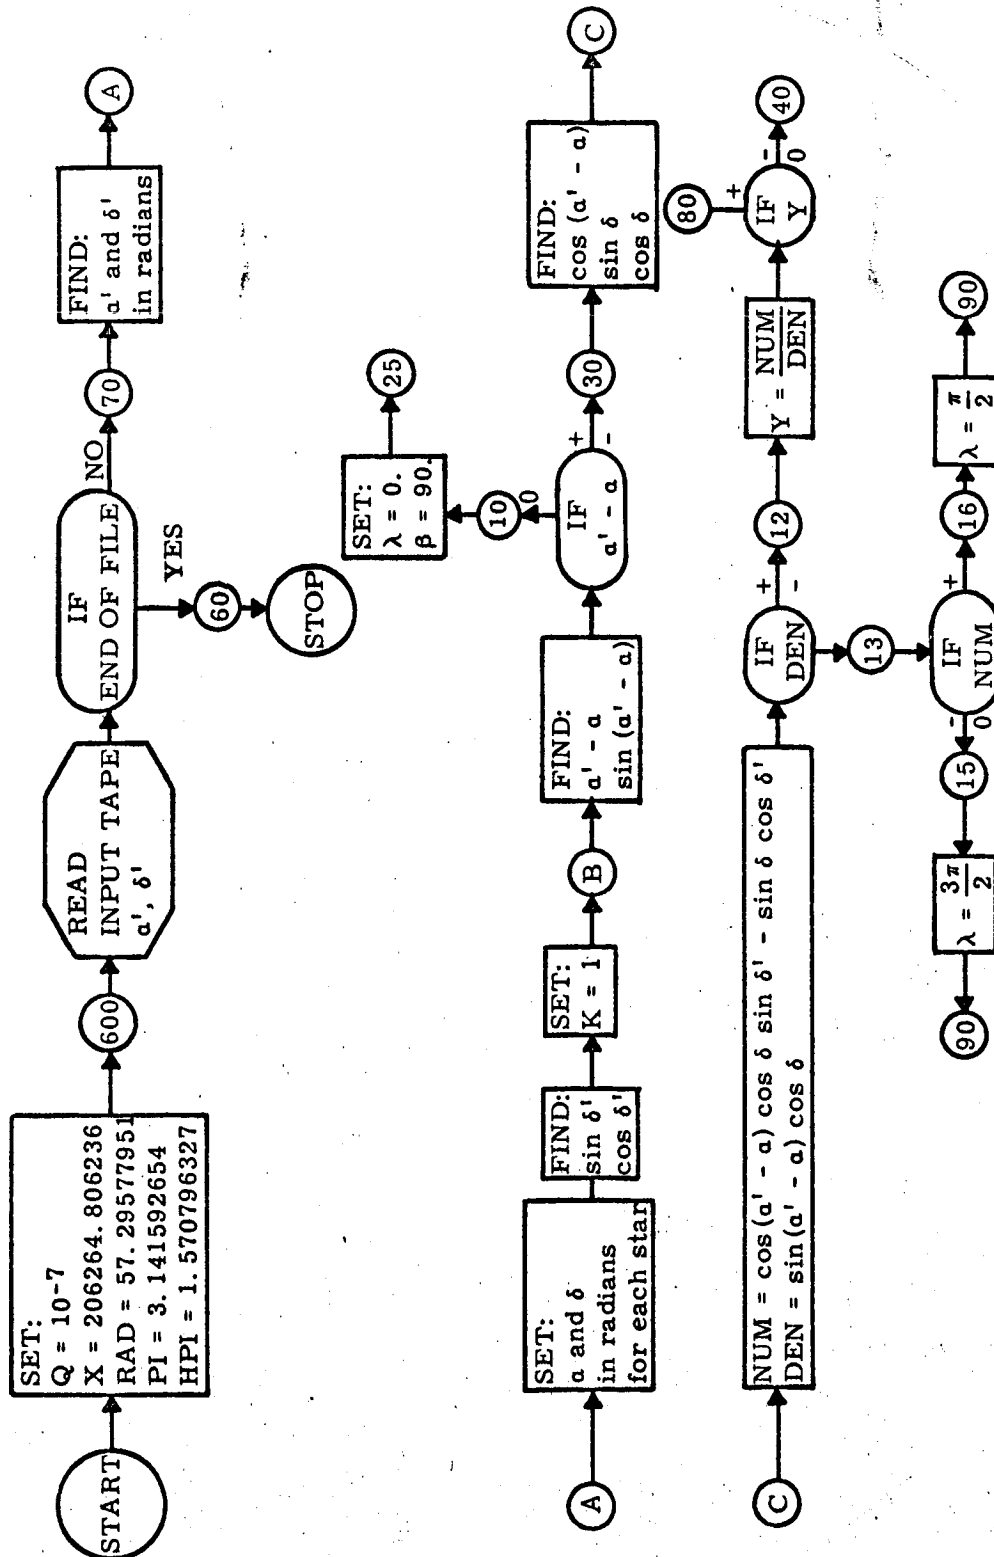 START
SET:
Q = 10-7
X = 206264.806236
RAD = 57.29577951
PI = 3.141592654
HPI = 1.570796327
600
READ
INPUT TAPE
α', δ'
IF
END OF FILE
NO
YES
60
STOP
70
FIND:
α' and δ'
in radians
A
A
SET:
α and δ
in radians
for each star
FIND:
sin δ'
cos δ'
SET:
K = 1
B
FIND:
α' - α
sin (α' - α)
IF
α' - α
0
+
-
10
SET:
λ = 0.
β = 90.
25
30
FIND:
cos (α' - α)
sin δ
cos δ
C
C
NUM = cos (α' - α) cos δ sin δ' - sin δ cos δ'
DEN = sin (α' - α) cos δ
IF
DEN
+
-
12
Y = NUM
DEN
IF
Y
+
80
-
0
40
13
IF
NUM
-
0
15
λ = 3π
2
90
+
16
λ = π
2
90